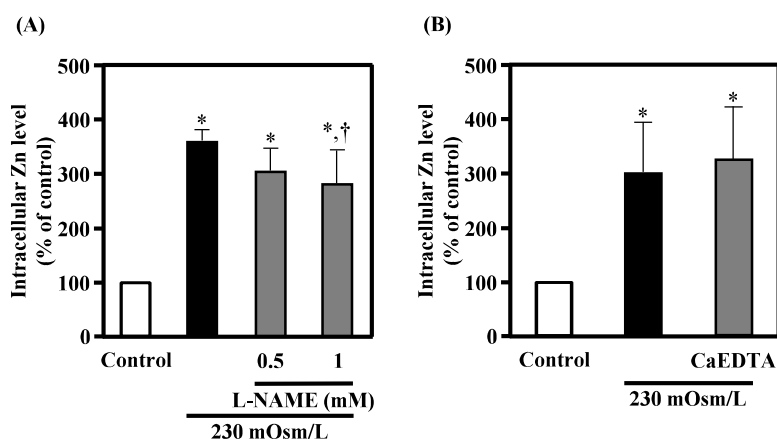 (A)
Intracellular Zn level
(% of control)
500
400
300
200
100
0
*
*
*,†
Control
0.5
1
L-NAME (mM)
230 mOsm/L
(B)
Intracellular Zn level
(% of control)
500
400
300
200
100
0
*
*
Control
CaEDTA
230 mOsm/L